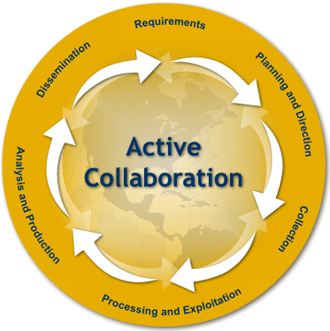 Requirements
Planning and Direction
Collection
Processing and Exploitation
Analysis and Production
Dissemination
Active
Collaboration